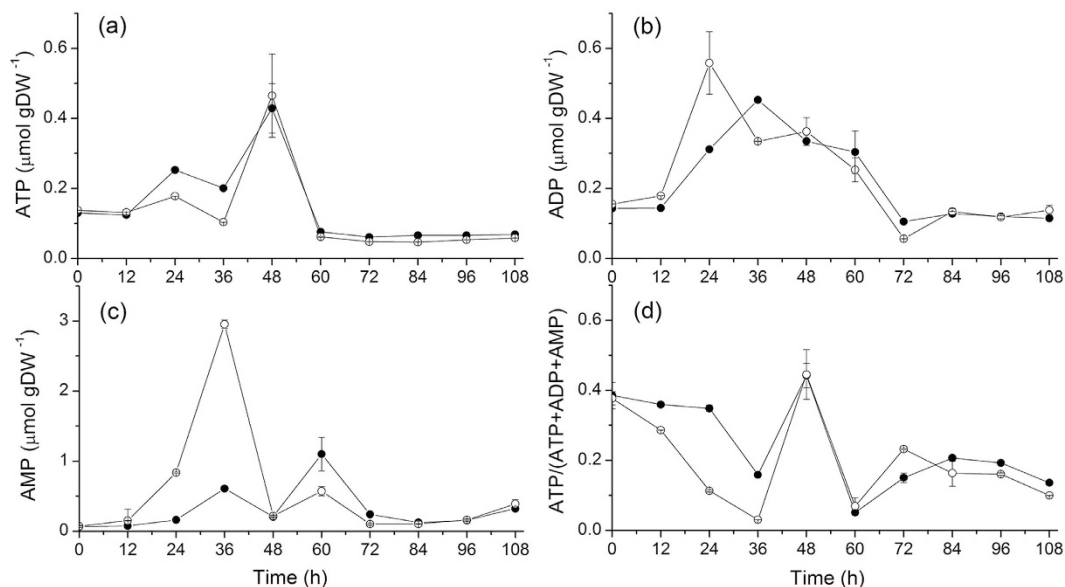 (a)
ATP (μmol gDW⁻¹)
0.6
0.4
0.2
0.0
0 12 24 36 48 60 72 84 96 108
(b)
ADP (μmol gDW⁻¹)
0.6
0.4
0.2
0.0
0 12 24 36 48 60 72 84 96 108
(c)
AMP (μmol gDW⁻¹)
3
2
1
0
0 12 24 36 48 60 72 84 96 108
Time (h)
(d)
ATP/(ATP+ADP+AMP)
0.6
0.4
0.2
0.0
0 12 24 36 48 60 72 84 96 108
Time (h)